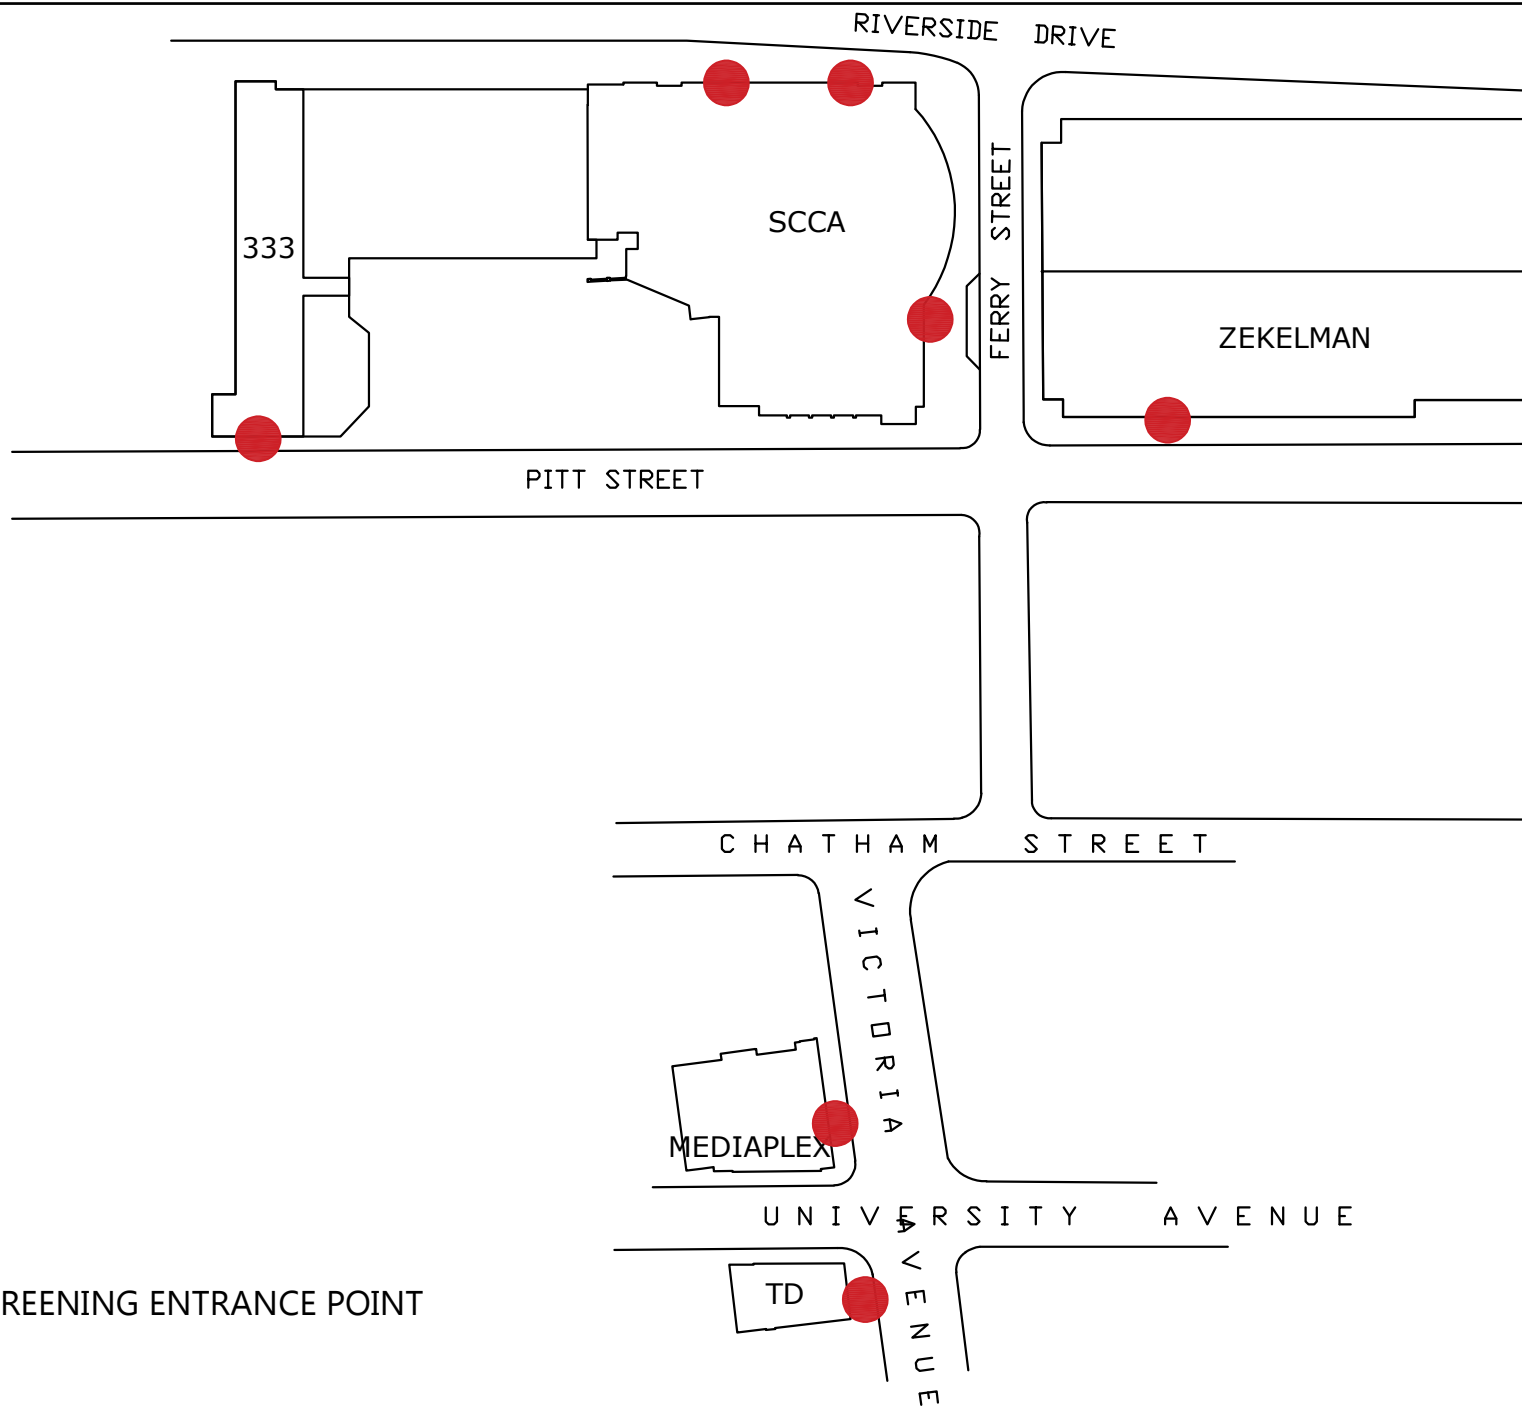 RIVERSIDE DRIVE
333
SCCA
FERRY STREET
ZEKELMAN
PITT STREET
CHATHAM STREET
VICTORIA AVENUE
MEDIAPLEX
UNIVERSITY AVENUE
TD
REENING ENTRANCE POINT